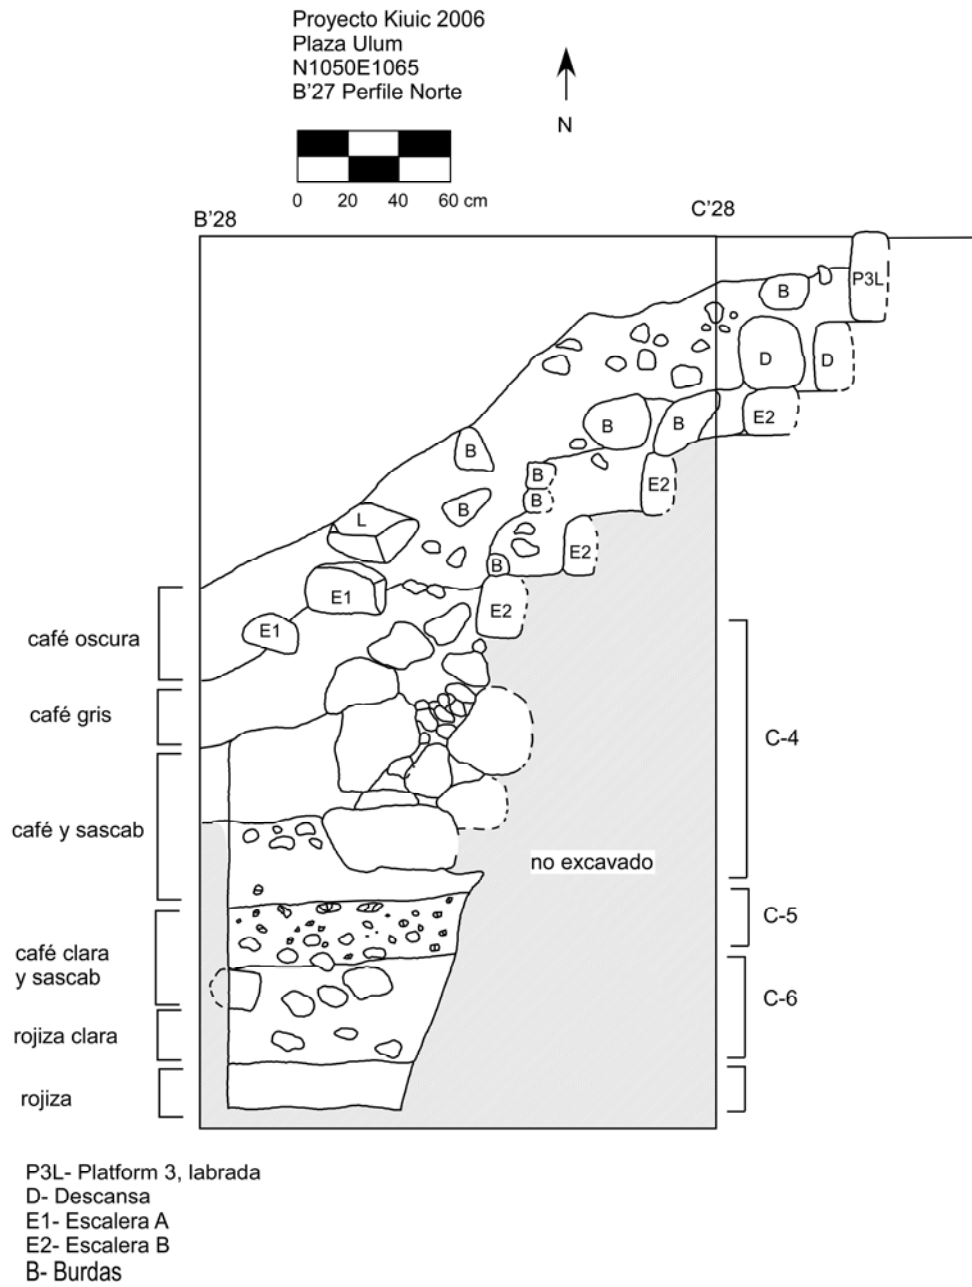 Proyecto Kiuic 2006
Plaza Ulum
N1050E1065
B'27 Perfile Norte
N
0 20 40 60 cm
B'28
C'28
P3L
B
D
D
E2
B
B
B
E2
B
B
B
L
E2
B
E1
E2
E1
café oscura
café gris
C-4
café y sascab
no excavado
C-5
café clara
y sascab
C-6
rojiza clara
rojiza
P3L- Platform 3, labrada
D- Descansa
E1- Escalera A
E2- Escalera B
B- Burdas